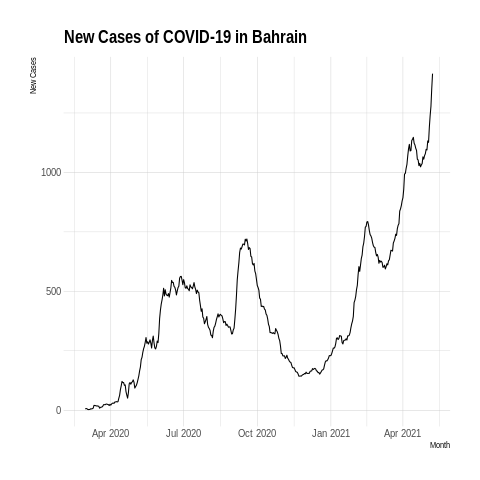 New Cases of COVID-19 in Bahrain
New Cases
1000
500
0
Apr 2020 Jul 2020 Oct 2020 Jan 2021 Apr 2021
Month